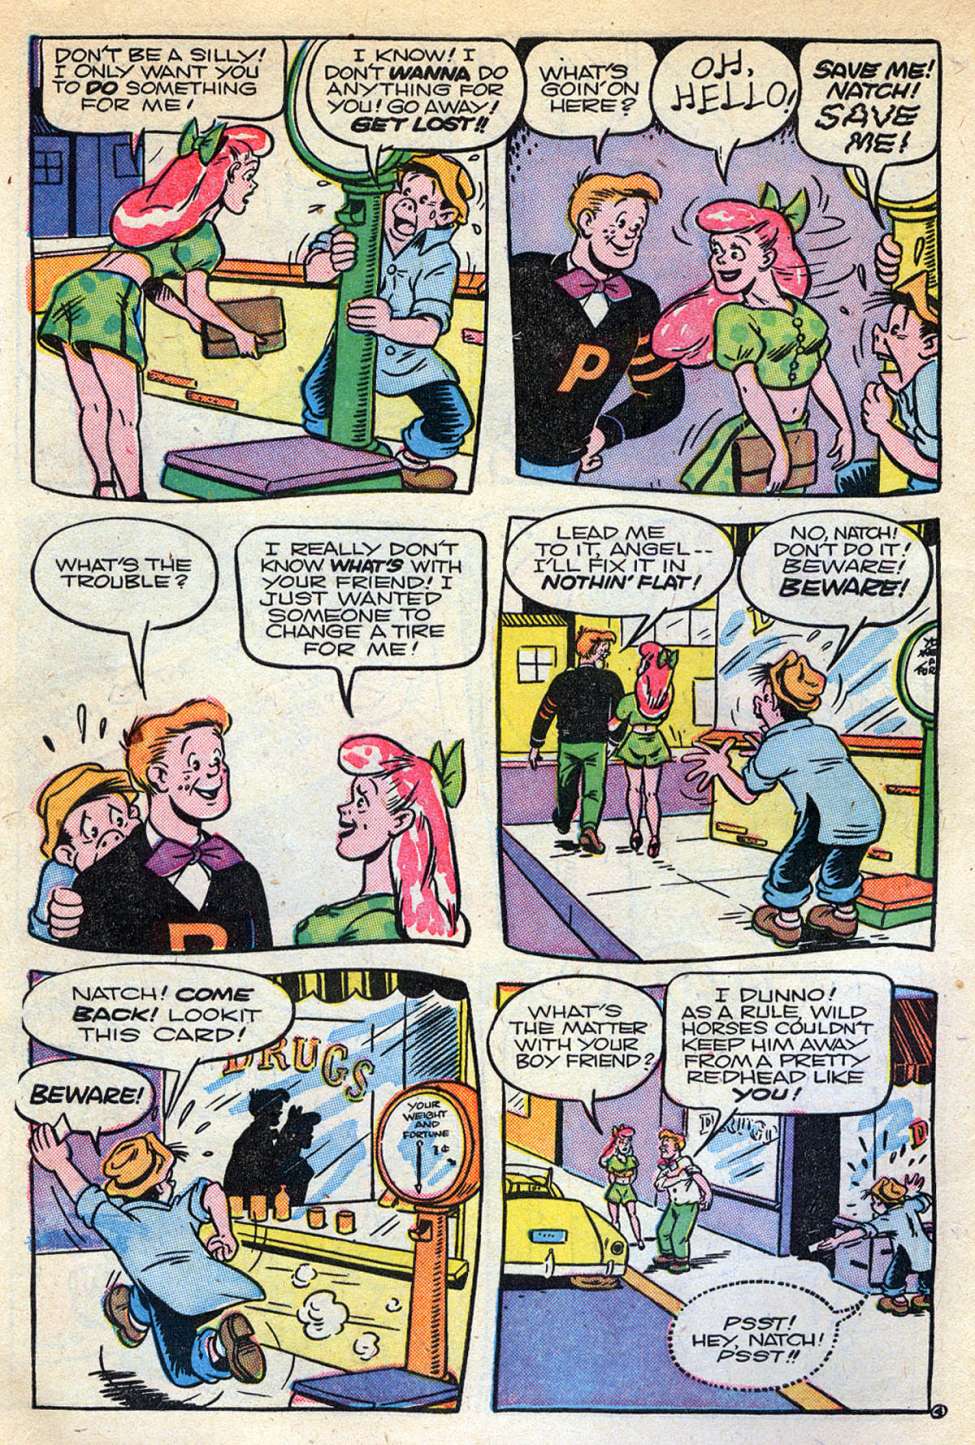 DON'T BE A SILLY!
I ONLY WANT YOU
TO DO SOMETHING
FOR ME!
I KNOW! I
DON'T WANNA DO
ANYTHING FOR
YOU! GO AWAY!
GET LOST!!
WHAT'S
GOIN' ON
HERE?
OH,
HELLO!
SAVE ME!
NATCH!
SAVE
ME!
P
WHAT'S THE
TROUBLE?
I REALLY DON'T
KNOW WHAT'S WITH
YOUR FRIEND! I
JUST WANTED
SOMEONE TO
CHANGE A TIRE
FOR ME!
P
LEAD ME
TO IT, ANGEL--
I'LL FIX IT IN
NOTHIN' FLAT!
NO, NATCH!
DON'T DO IT!
BEWARE!
BEWARE!
NATCH! COME
BACK! LOOKIT
THIS CARD!
BEWARE!
DRUGS
YOUR
WEIGHT
AND
FORTUNE
1¢
WHAT'S
THE MATTER
WITH YOUR
BOY FRIEND?
I DUNNO!
AS A RULE, WILD
HORSES COULDN'T
KEEP HIM AWAY
FROM A PRETTY
REDHEAD LIKE
YOU!
D
PSST!
HEY, NATCH!
PSST!!
4